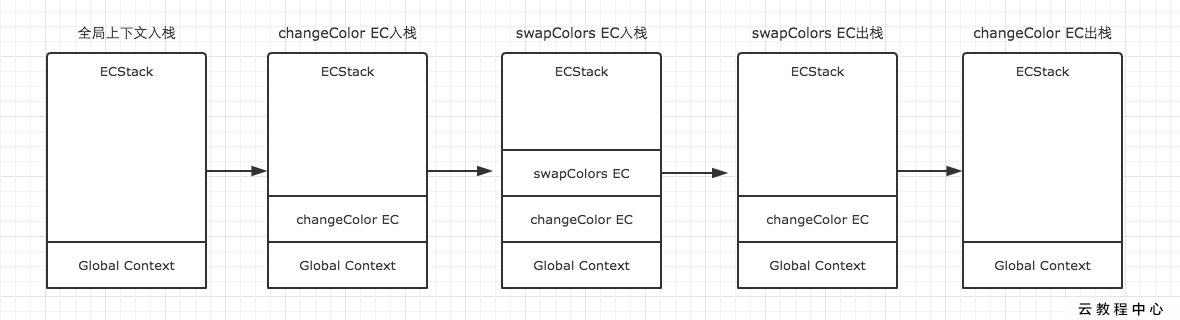 全局上下文入栈
changeColor EC入栈
swapColors EC入栈
swapColors EC出栈
changeColor EC出栈
ECStack
ECStack
ECStack
ECStack
ECStack
swapColors EC
changeColor EC
changeColor EC
changeColor EC
Global Context
Global Context
Global Context
Global Context
Global Context
云教程中心